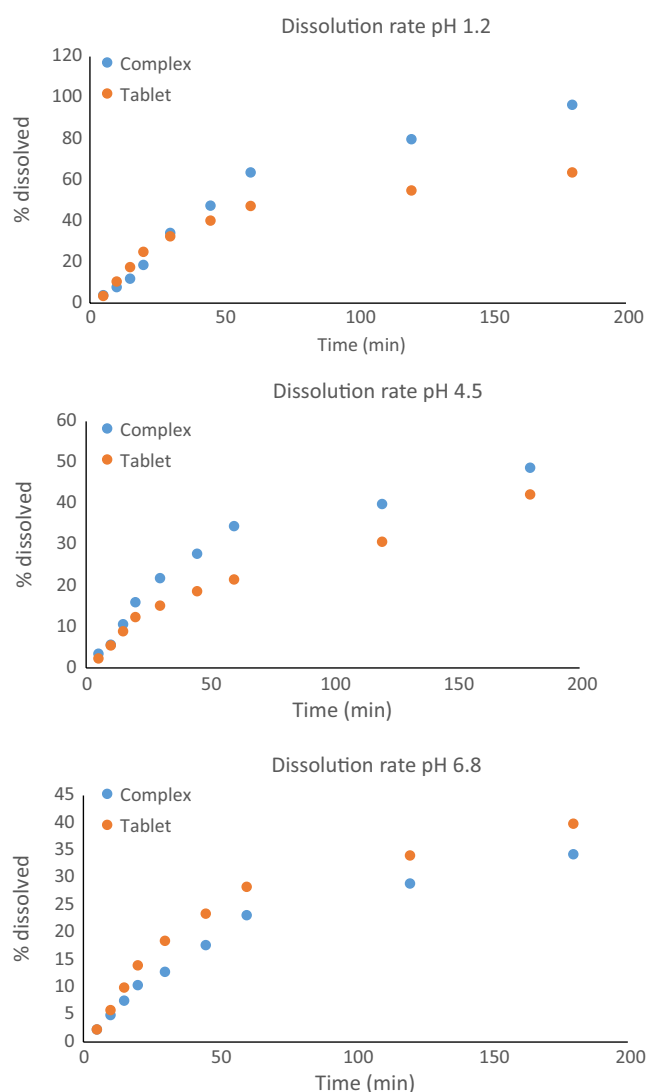 Dissolution rate pH 1.2
120
100
80
60
40
20
0
Complex
Tablet
% dissolved
0 50 100 150 200
Time (min)
Dissolution rate pH 4.5
60
50
40
30
20
10
0
Complex
Tablet
% dissolved
0 50 100 150 200
Time (min)
Dissolution rate pH 6.8
45
40
35
30
25
20
15
10
5
0
Complex
Tablet
% dissolved
0 50 100 150 200
Time (min)